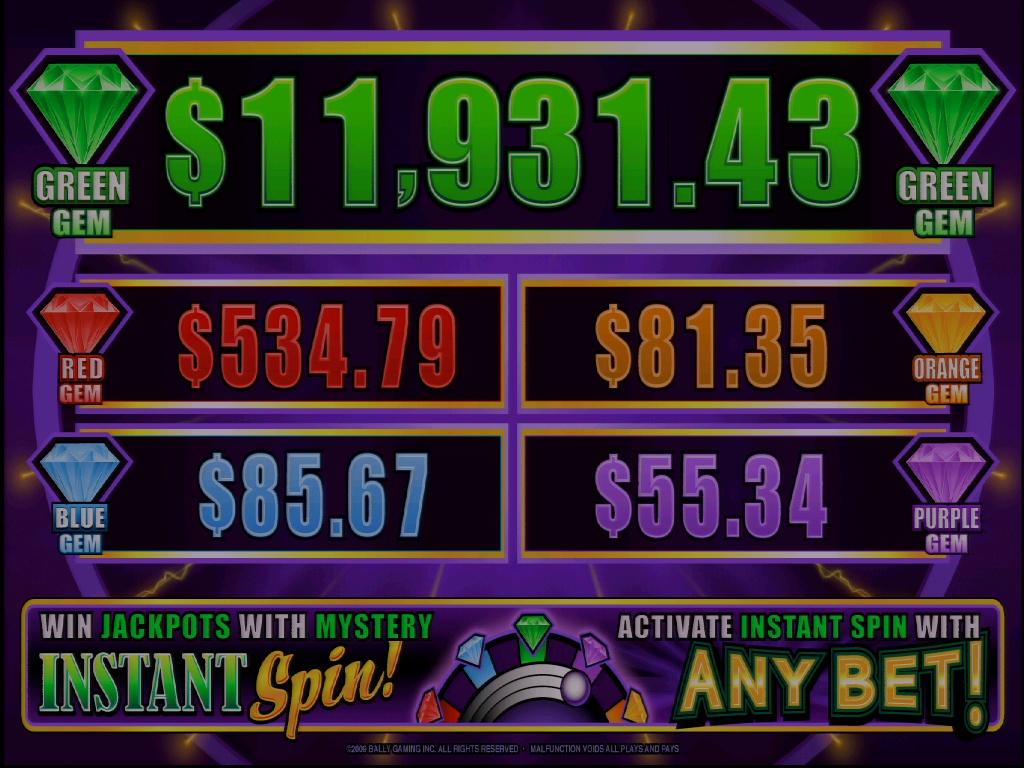 $11,931.43
GREEN
GEM
GREEN
GEM
$534.79
$81.35
RED
GEM
ORANGE
GEM
$85.67
$55.34
BLUE
GEM
PURPLE
GEM
WIN JACKPOTS WITH MYSTERY
INSTANT Spin!
ACTIVATE INSTANT SPIN WITH
ANY BET!
©2009 BALLY GAMING INC. ALL RIGHTS RESERVED • MALFUNCTION VOIDS ALL PLAYS AND PAYS